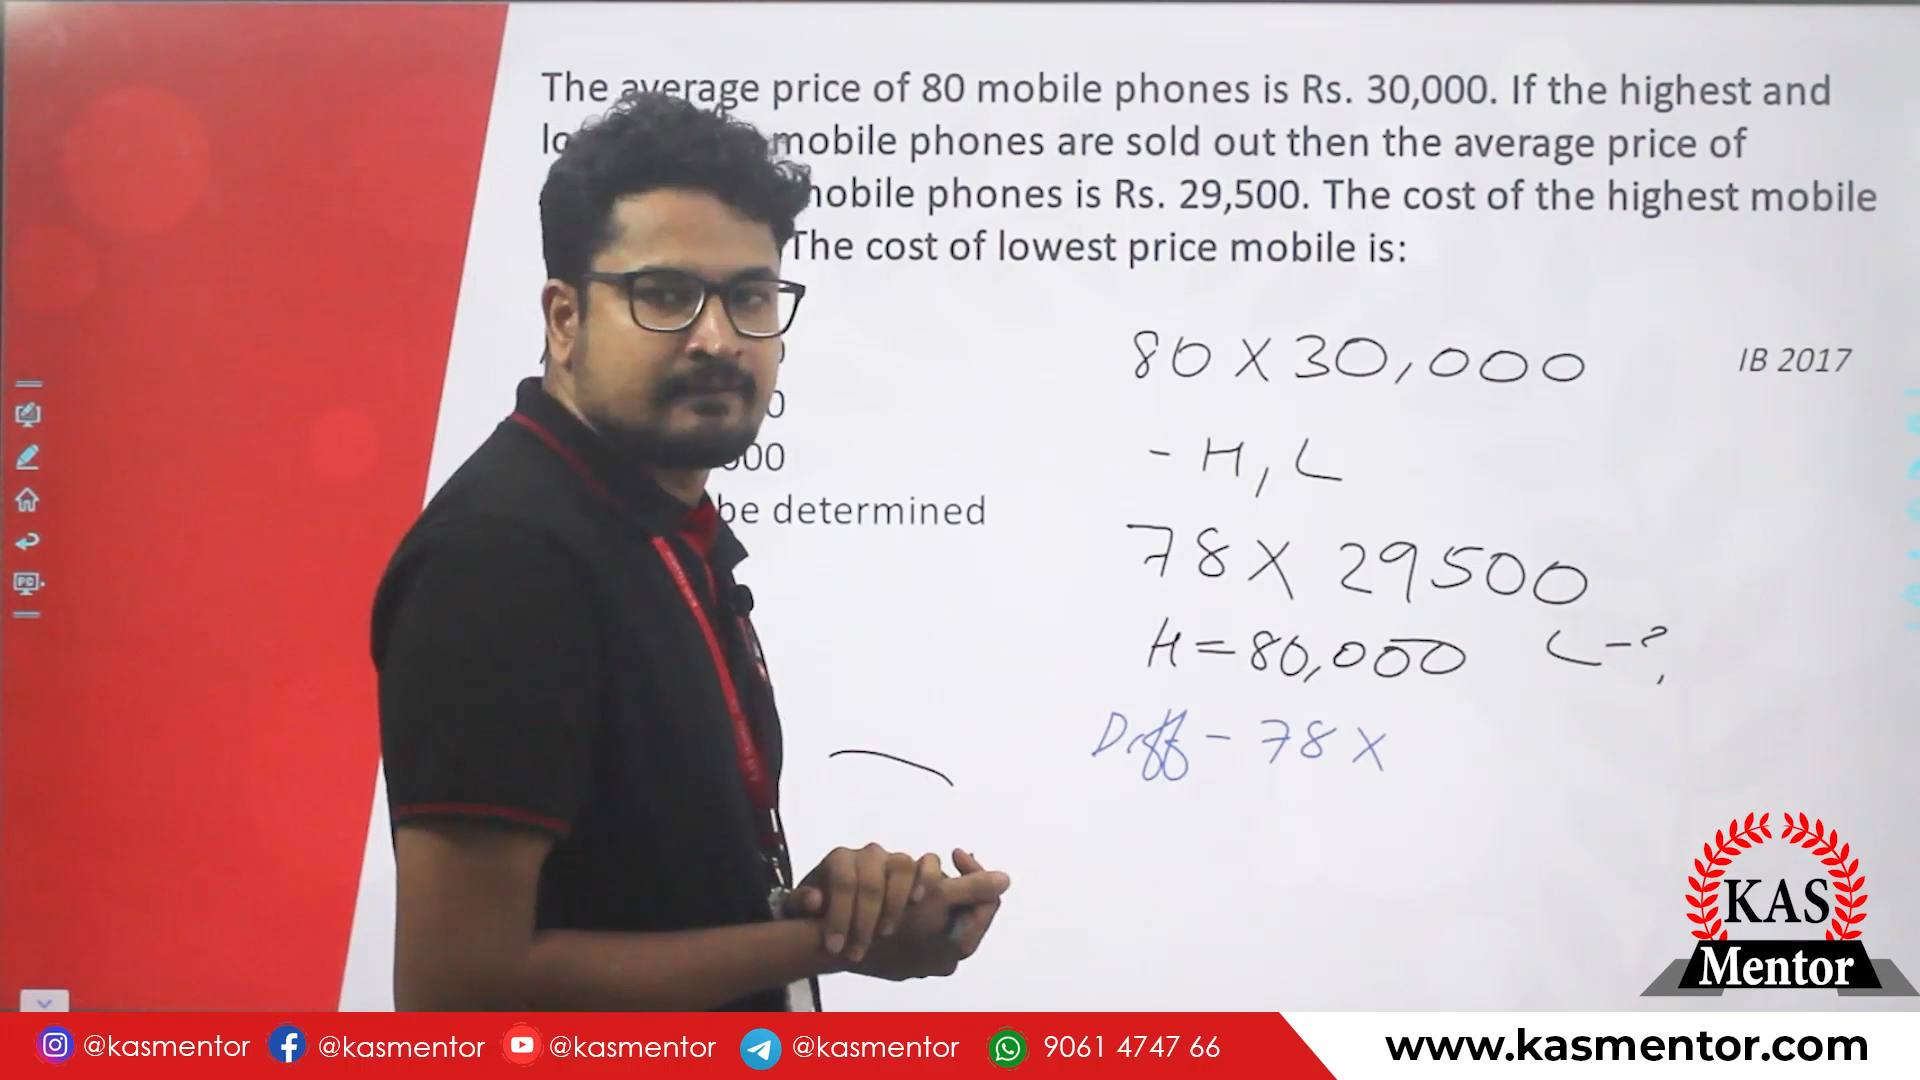 The average price of 80 mobile phones is Rs. 30,000. If the highest and
mobile phones are sold out then the average price of
mobile phones is Rs. 29,500. The cost of the highest mobile
The cost of lowest price mobile is:
80 X 30,000
IB 2017
- H, L
be determined
78 X 29500
H = 80,000 L - ?
Diff - 78 X
KAS
Mentor
@kasmentor @kasmentor @kasmentor @kasmentor 9061 4747 66
www.kasmentor.com